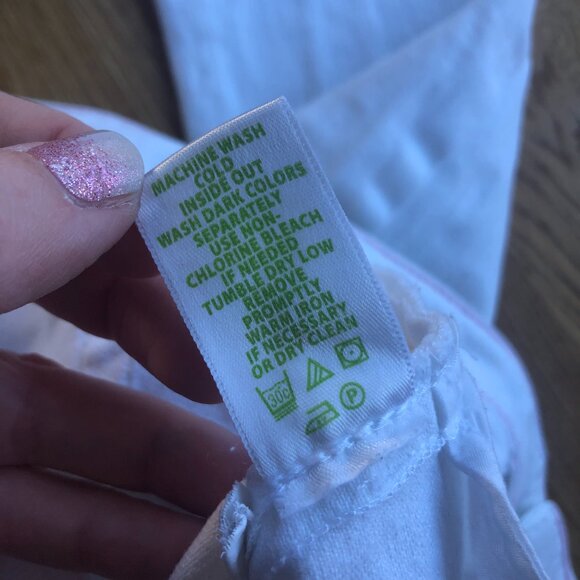 MACHINE WASH
COLD
INSIDE OUT
WASH DARK COLORS
SEPARATELY
USE NON-
CHLORINE BLEACH
IF NEEDED
TUMBLE DRY LOW
REMOVE
PROMPTLY
WARM IRON
IF NECESSARY
OR DRY CLEAN
30c
P